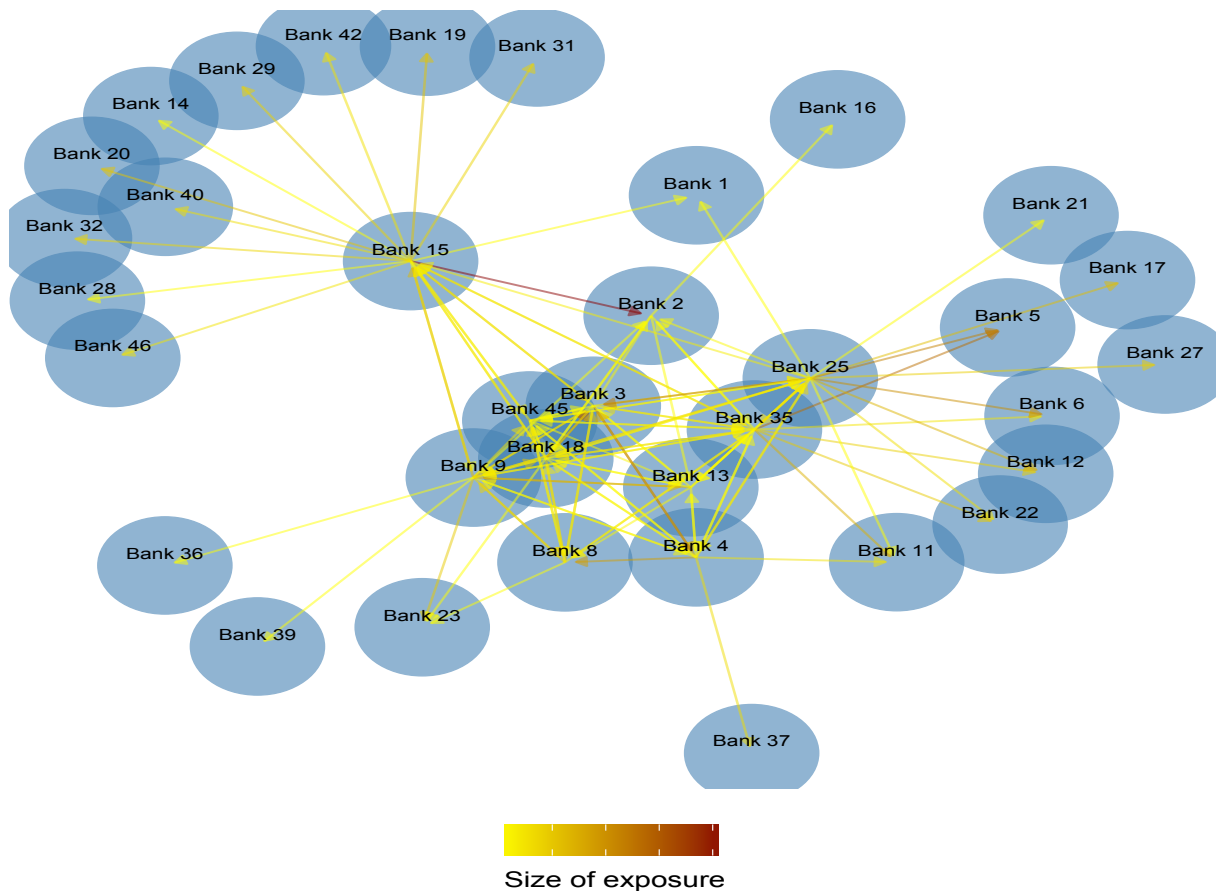 Bank 42
Bank 19
Bank 31
Bank 29
Bank 14
Bank 16
Bank 20
Bank 1
Bank 40
Bank 21
Bank 32
Bank 15
Bank 17
Bank 28
Bank 2
Bank 5
Bank 46
Bank 27
Bank 25
Bank 3
Bank 6
Bank 45
Bank 35
Bank 18
Bank 9
Bank 12
Bank 13
Bank 22
Bank 36
Bank 8
Bank 4
Bank 11
Bank 23
Bank 39
Bank 37
Size of exposure